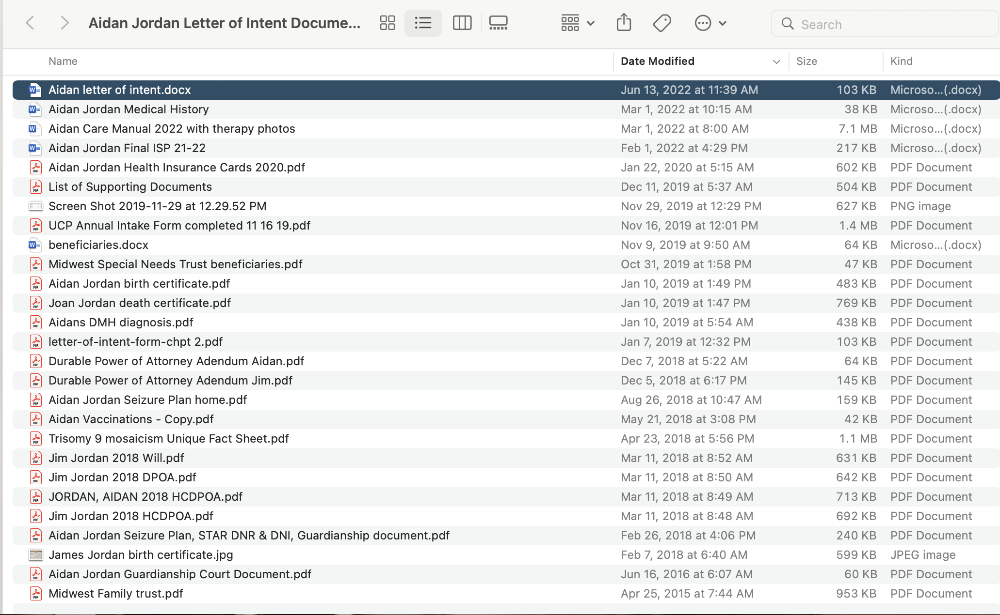 Aidan Jordan Letter of Intent Docume...
Search
Name Date Modified Size Kind
Aidan letter of intent.docx Jun 13, 2022 at 11:39 AM 103 KB Microso...(.docx)
Aidan Jordan Medical History Mar 1, 2022 at 10:15 AM 38 KB Microso...(.docx)
Aidan Care Manual 2022 with therapy photos Mar 1, 2022 at 8:00 AM 7.1 MB Microso...(.docx)
Aidan Jordan Final ISP 21-22 Feb 1, 2022 at 4:29 PM 217 KB Microso...(.docx)
Aidan Jordan Health Insurance Cards 2020.pdf Jan 22, 2020 at 5:15 AM 602 KB PDF Document
List of Supporting Documents Dec 11, 2019 at 5:37 AM 504 KB PDF Document
Screen Shot 2019-11-29 at 12.29.52 PM Nov 29, 2019 at 12:29 PM 627 KB PNG image
UCP Annual Intake Form completed 11 16 19.pdf Nov 16, 2019 at 12:01 PM 1.4 MB PDF Document
beneficiaries.docx Nov 9, 2019 at 9:50 AM 64 KB Microso...(.docx)
Midwest Special Needs Trust beneficiaries.pdf Oct 31, 2019 at 1:58 PM 47 KB PDF Document
Aidan Jordan birth certificate.pdf Jan 10, 2019 at 1:49 PM 483 KB PDF Document
Joan Jordan death certificate.pdf Jan 10, 2019 at 1:47 PM 769 KB PDF Document
Aidans DMH diagnosis.pdf Jan 10, 2019 at 5:54 AM 438 KB PDF Document
letter-of-intent-form-chpt 2.pdf Jan 7, 2019 at 12:32 PM 103 KB PDF Document
Durable Power of Attorney Adendum Aidan.pdf Dec 7, 2018 at 5:22 AM 64 KB PDF Document
Durable Power of Attorney Adendum Jim.pdf Dec 5, 2018 at 6:17 PM 145 KB PDF Document
Aidan Jordan Seizure Plan home.pdf Aug 26, 2018 at 10:47 AM 159 KB PDF Document
Aidan Vaccinations - Copy.pdf May 21, 2018 at 3:08 PM 42 KB PDF Document
Trisomy 9 mosaicism Unique Fact Sheet.pdf Apr 23, 2018 at 5:56 PM 1.1 MB PDF Document
Jim Jordan 2018 Will.pdf Mar 11, 2018 at 8:52 AM 631 KB PDF Document
Jim Jordan 2018 DPOA.pdf Mar 11, 2018 at 8:50 AM 642 KB PDF Document
JORDAN, AIDAN 2018 HCDPOA.pdf Mar 11, 2018 at 8:49 AM 713 KB PDF Document
Jim Jordan 2018 HCDPOA.pdf Mar 11, 2018 at 8:48 AM 692 KB PDF Document
Aidan Jordan Seizure Plan, STAR DNR & DNI, Guardianship document.pdf Feb 26, 2018 at 4:06 PM 240 KB PDF Document
James Jordan birth certificate.jpg Feb 7, 2018 at 6:40 AM 599 KB JPEG image
Aidan Jordan Guardianship Court Document.pdf Jun 16, 2016 at 6:07 AM 60 KB PDF Document
Midwest Family trust.pdf Apr 25, 2015 at 7:44 AM 953 KB PDF Document